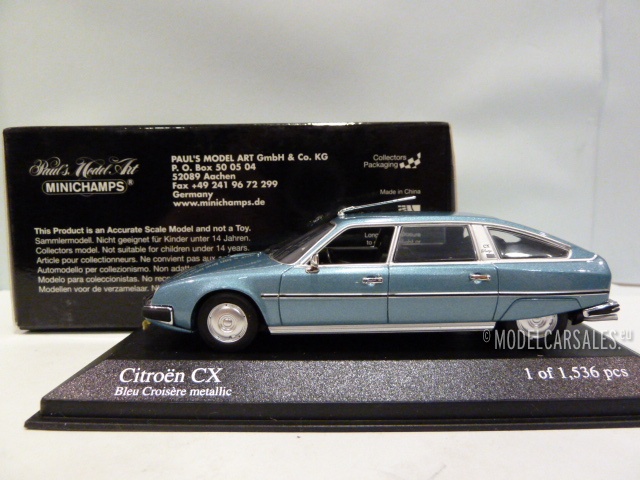 Paul's Model Art
MINICHAMPS
PAUL'S MODEL ART GmbH & Co. KG
P. O. Box 50 05 04
52089 Aachen
Fax +49 241 96 72 299
Germany
www.minichamps.de
Collectors
Packaging
Made in China
This Product is an Accurate Scale Model and not a Toy.
Sammlermodell. Nicht geeignet für Kinder unter 14 Jahren.
Collectors model. Not suitable for children under 14 years.
Article pour collectionneurs. Ne convient pas aux
Automodello per collezionismo. Non
Modelo para coleccionistas. No
Modellen voor de verzamelaar.
© MODELCARSALES.eu
Citroën CX
Bleu Croisère metallic
1 of 1,536 pcs